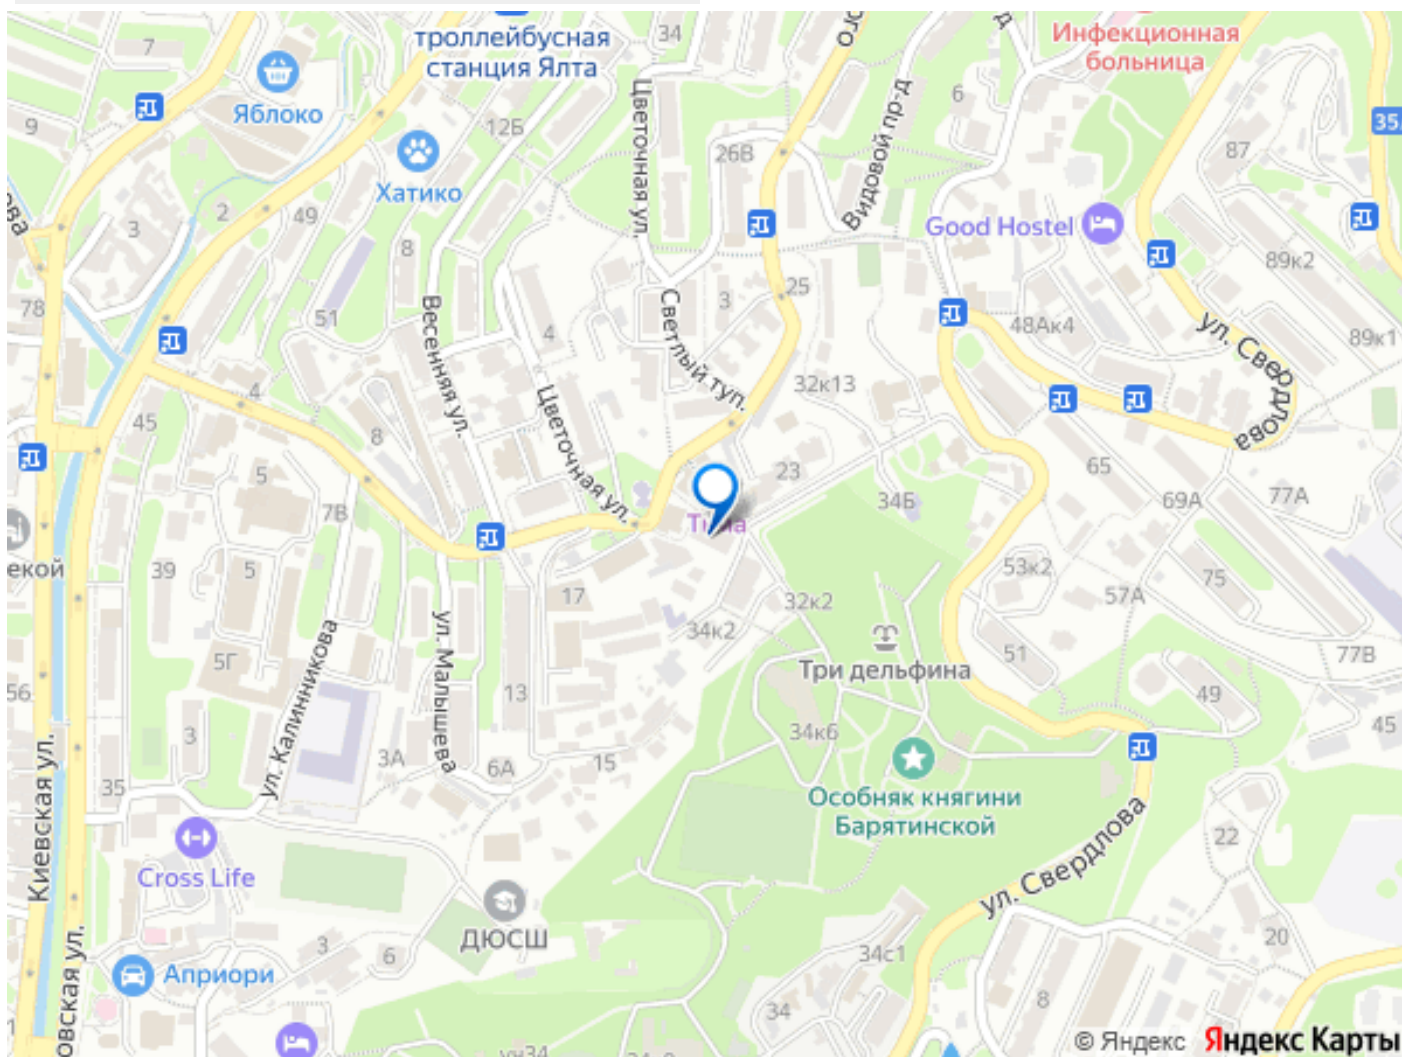 троллейбусная
станция Ялта
34
Инфекционная
больница
7
Яблоко
9
12Б
Хатико
Цветочная ул.
26В
Видовой пр-д
6
87
35
2
49
3
8
Good Hostel
89к2
78
51
Весенняя ул.
4
Светлый туп.
3
25
48Ак4
ул. Свердлова
89к1
32к13
4
45
8
Цветочная ул.
5
7В
23
34Б
65
69А
77А
39
5
17
32к2
34к2
53к2
57А
75
5Г
ул. Калинникова
ул. Малышева
13
Три дельфина
51
77В
56
49
45
3
3А
6А
15
34к6
Киевская ул.
35
Особняк княгини
Барятинской
22
Cross Life
ул. Свердлова
ДЮСШ
3
6
34с1
20
Априори
34
8
© Яндекс Яндекс Карты